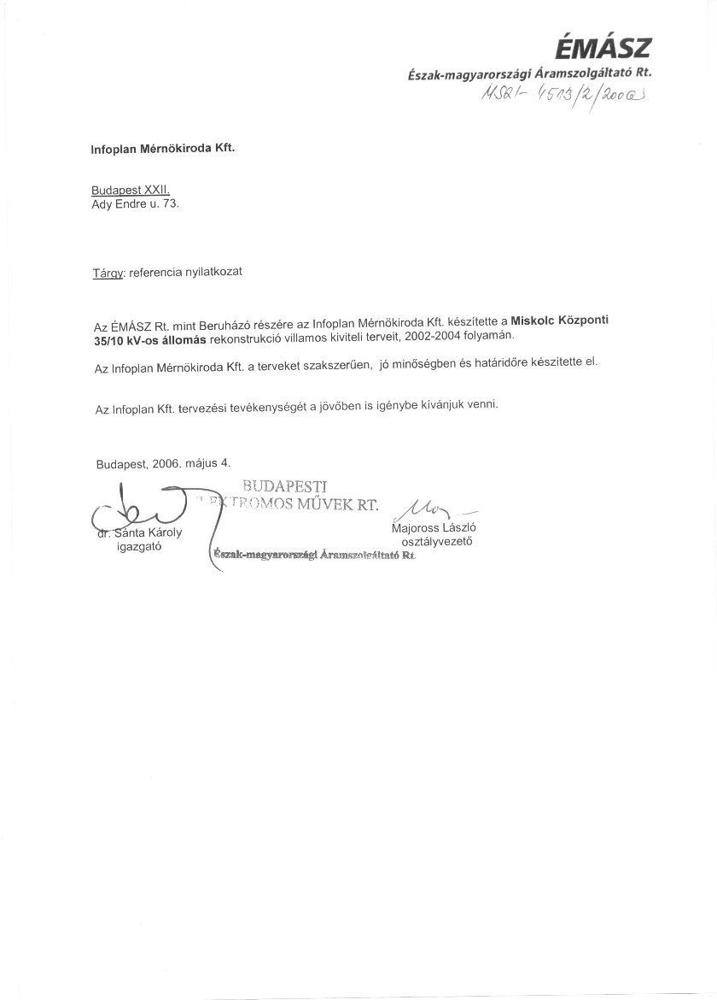 ÉMÁSZ
Észak-magyarországi Áramszolgáltató Rt.
4513/2/2006
Infoplan Mérnökiroda Kft.
Budapest XXII.
Ady Endre u. 73.
Tárgy: referencia nyilatkozat
Az ÉMÁSZ Rt. mint Beruházó részére az Infoplan Mérnökiroda Kft. készítette a Miskolc Központi
35/10 kV-os állomás rekonstrukció villamos kiviteli terveit, 2002-2004 folyamán.
Az Infoplan Mérnökiroda Kft. a terveket szakszerűen, jó minőségben és határidőre készítette el.
Az Infoplan Kft. tervezési tevékenységét a jövőben is igénybe kívánjuk venni.
Budapest, 2006. május 4.
BUDAPESTI
MŰVEK RT.
dr. Sánta Károly
igazgató
Majoross László
osztályvezető
Észak-magyarországi Áramszolgáltató Rt.